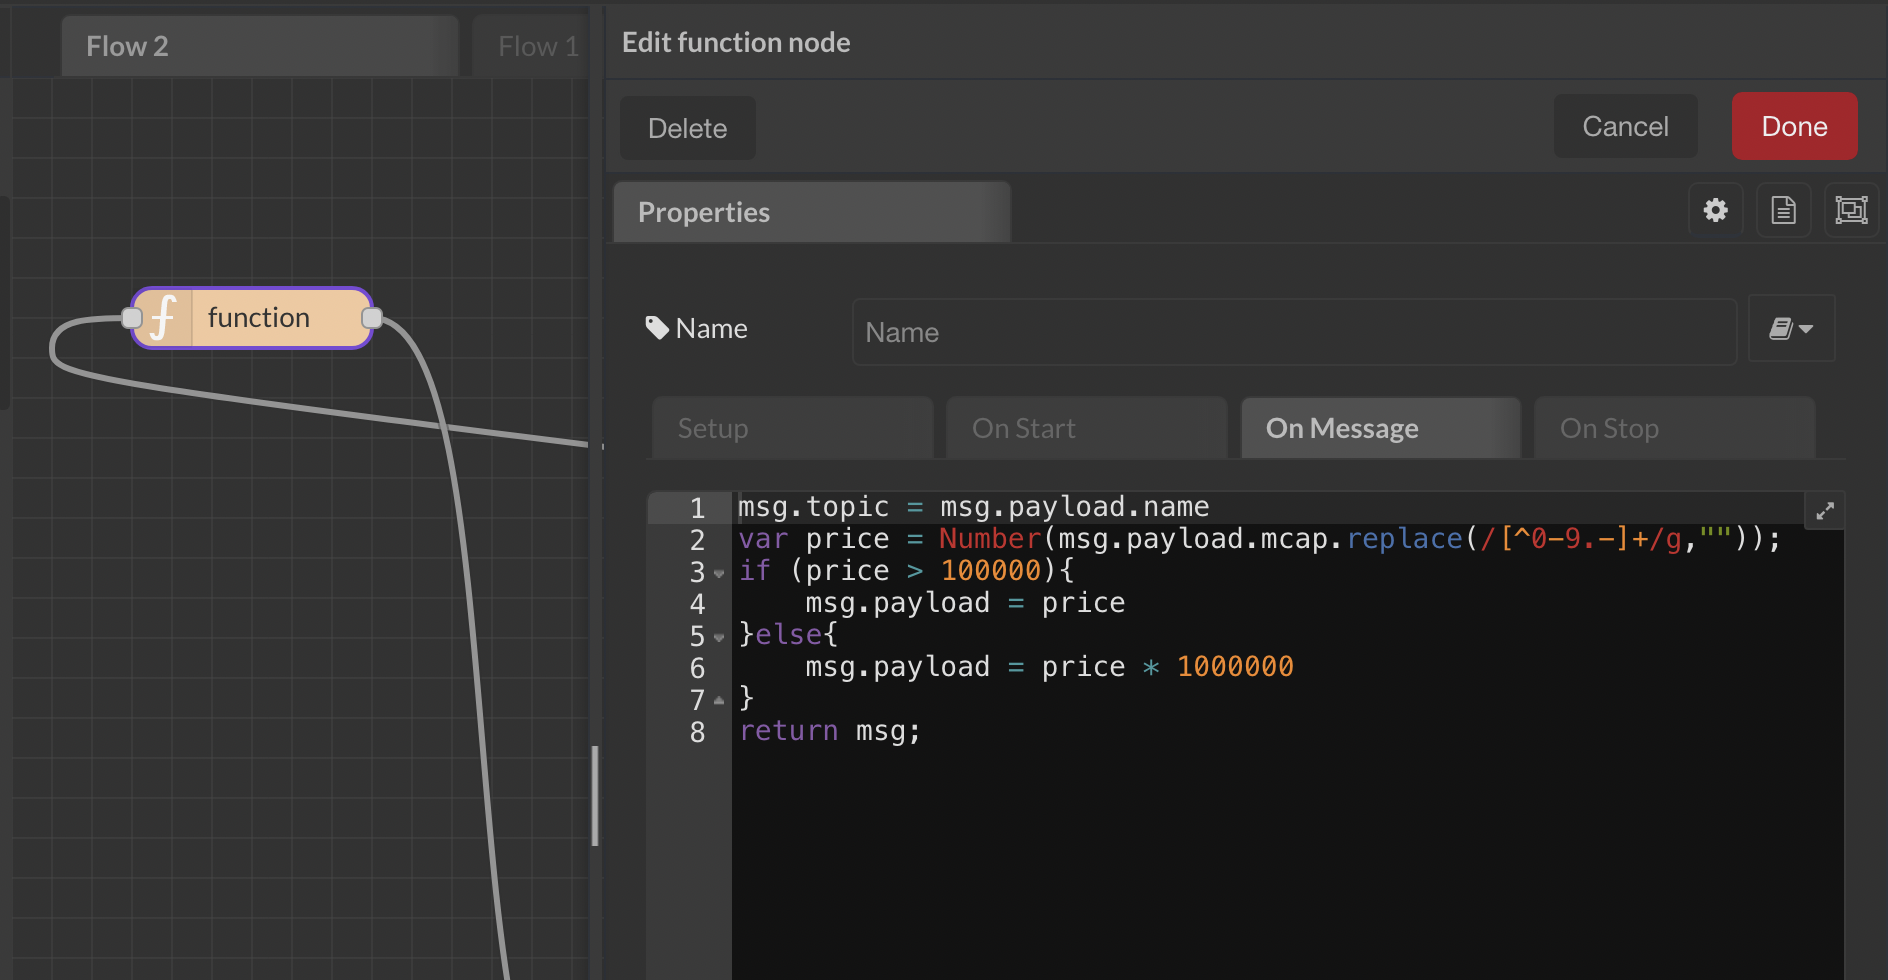 Flow 2
Flow 1
Edit function node
Delete
Cancel
Done
Properties
function
Name
Name
Setup
On Start
On Message
On Stop
1 msg.topic = msg.payload.name
2 var price = Number(msg.payload.mcap.replace(/[^0-9.-]+/g,""));
3 if (price > 100000){
4     msg.payload = price
5 }else{
6     msg.payload = price * 1000000
7 }
8 return msg;